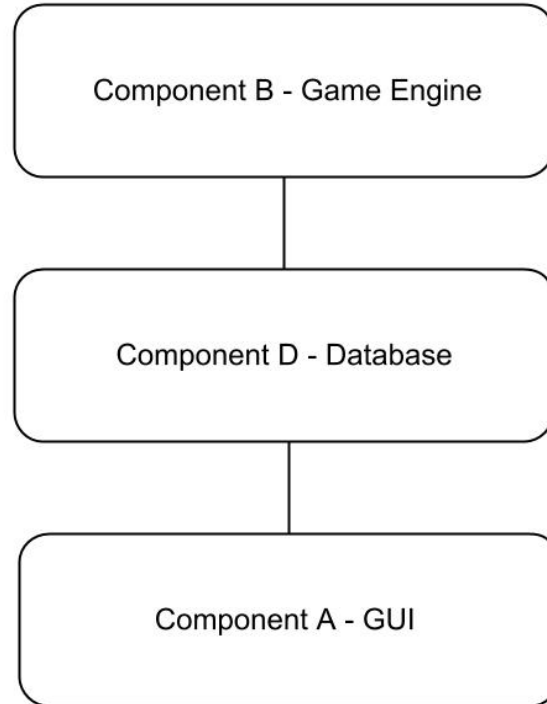 Component B - Game Engine
Component D - Database
Component A - GUI